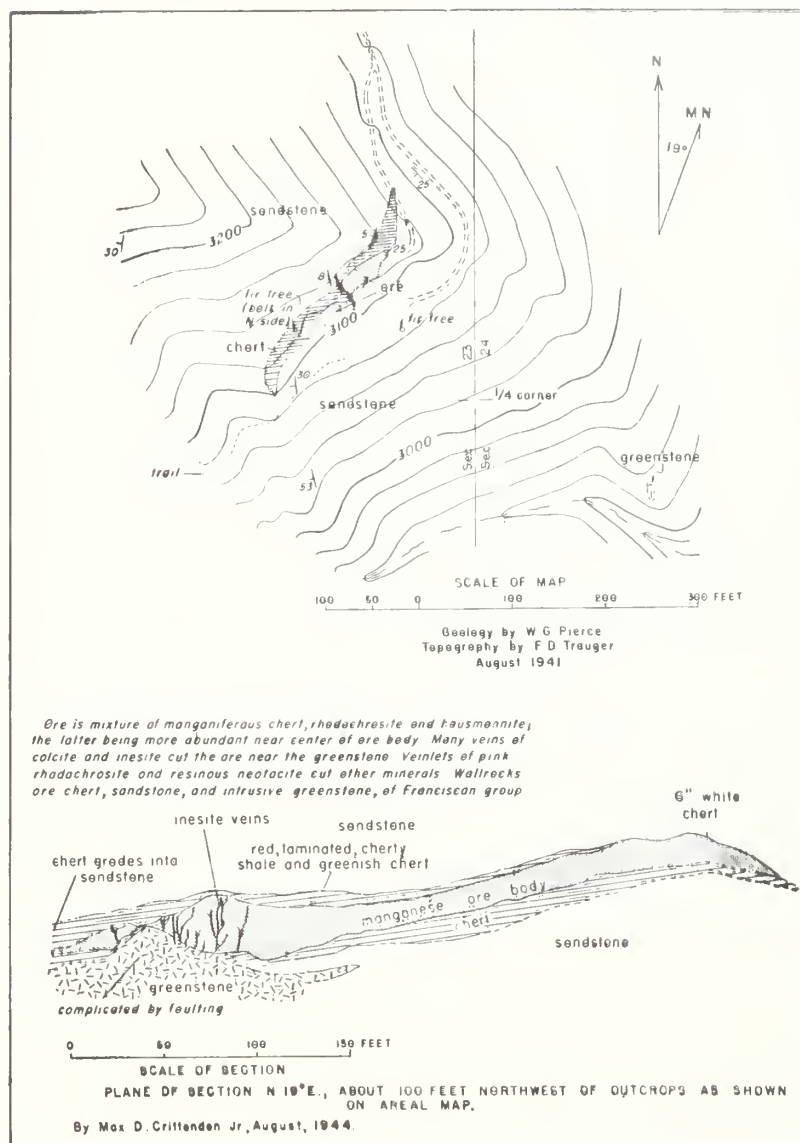 N
MN
19°
25
sandstone
3200
30
5
25
8
ore
fir tree
(belt in
N side)
3100
fir tree
chert
23
24
30
sandstone
1/4 corner
3000
Sec
Sec
greenstone
trail
53
SCALE OF MAP
100 50 0 100 200 300 FEET
Geology by W G Pierce
Topography by F D Trauger
August 1941
Ore is mixture of manganiferous chert, rhodochrosite and hausmannite;
the latter being more abundant near center of ore body Many veins of
calcite and inesite cut the ore near the greenstone Veinlets of pink
rhodochrosite and resinous neotocite cut other minerals Wallrocks
are chert, sandstone, and intrusive greenstone, of Franciscan group
6" white
chert
inesite veins
sandstone
red, laminated, cherty
shale and greenish chert
chert grades into
sandstone
manganese ore body
chert
sandstone
greenstone
complicated by faulting
0 50 100 150 FEET
SCALE OF SECTION
PLANE OF SECTION N 19°E., ABOUT 100 FEET NORTHWEST OF OUTCROPS AS SHOWN
ON AREAL MAP.
By Max D. Crittenden Jr, August, 1944.